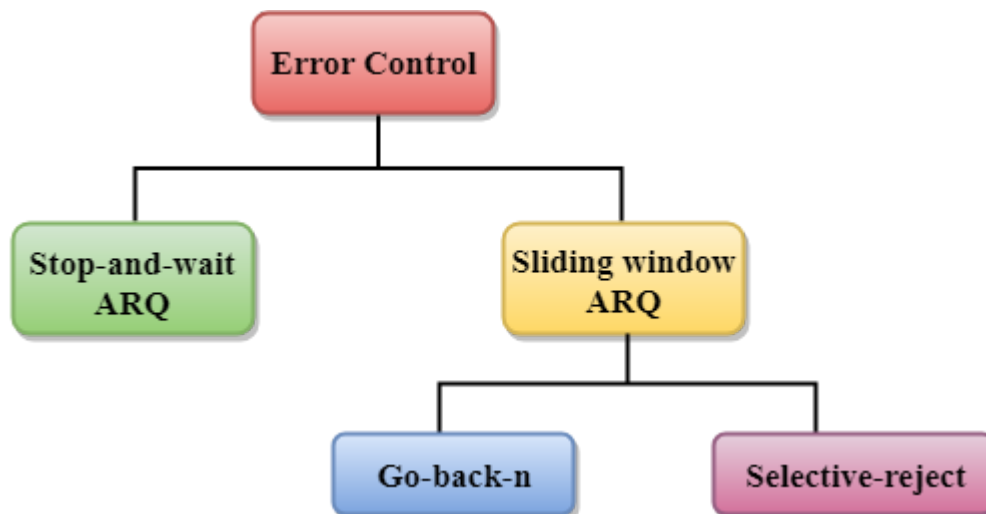 Error Control
Stop-and-wait
ARQ
Sliding window
ARQ
Go-back-n
Selective-reject